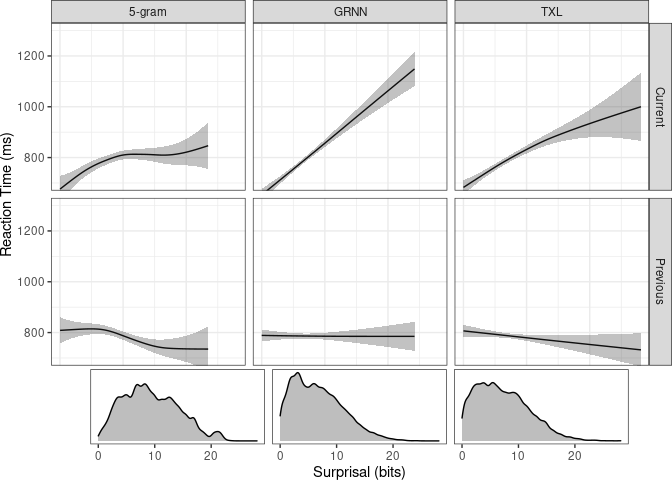 5-gram GRNN TXL
1200
1000
800
Current
Reaction Time (ms)
1200
1000
800
Previous
0 10 20 0 10 20 0 10 20
Surprisal (bits)